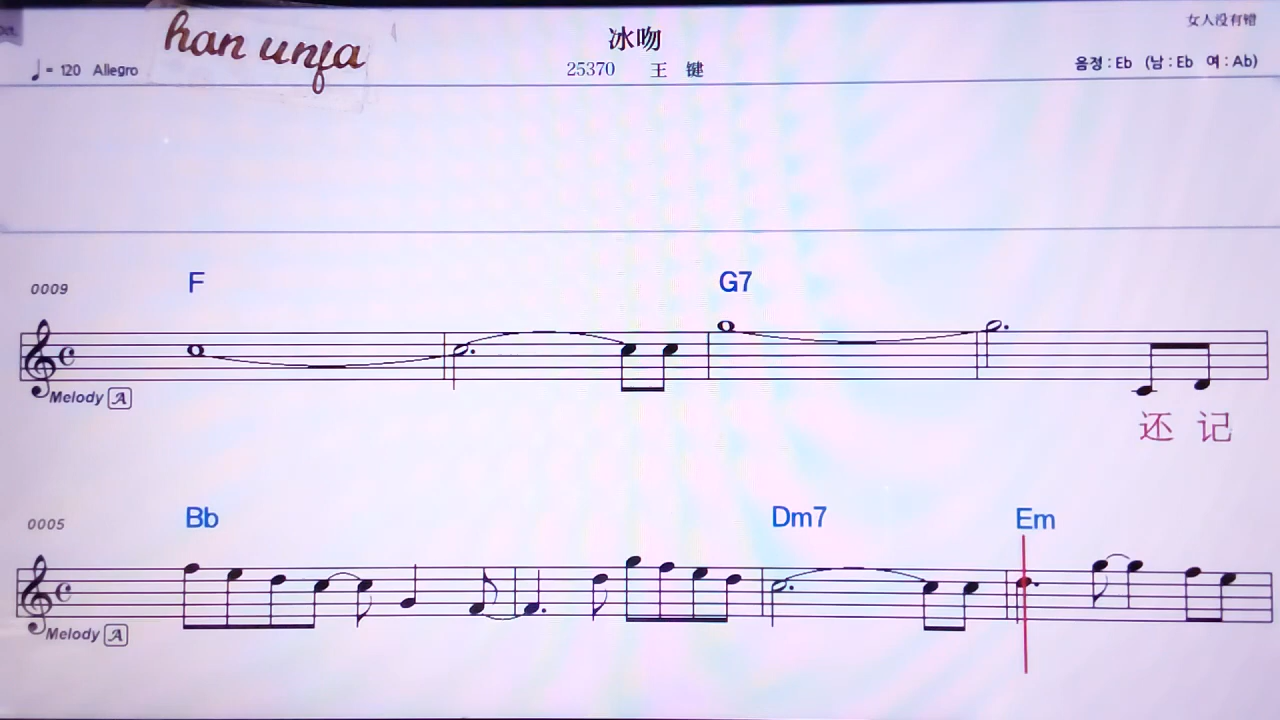 han unfa
冰吻
女人没有错
♩= 120 Allegro
25370 王 键
음정 : Eb (남 : Eb 여 : Ab)
0009
F G7
Melody A
还 记
0005
Bb Dm7 Em
Melody A